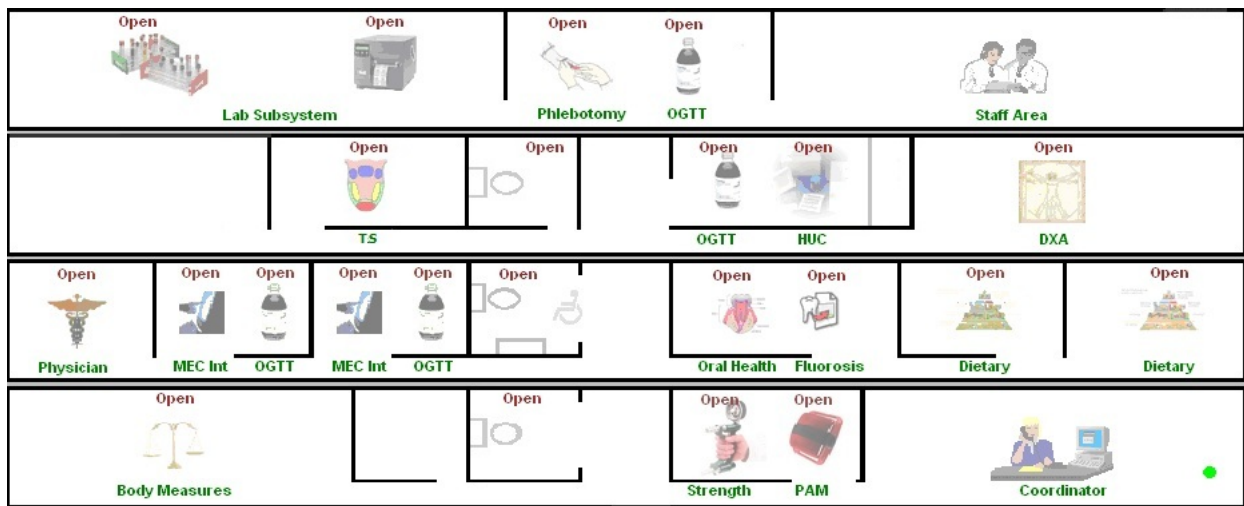 Open Open Open Open
Lab Subsystem Phlebotomy OGTT Staff Area
Open Open Open Open Open
TS OGTT HUC DXA
Open Open Open Open Open Open Open Open Open Open
Physician MEC Int OGTT MEC Int OGTT Oral Health Fluorosis Dietary Dietary
Open Open Open Open
Body Measures Strength PAM Coordinator